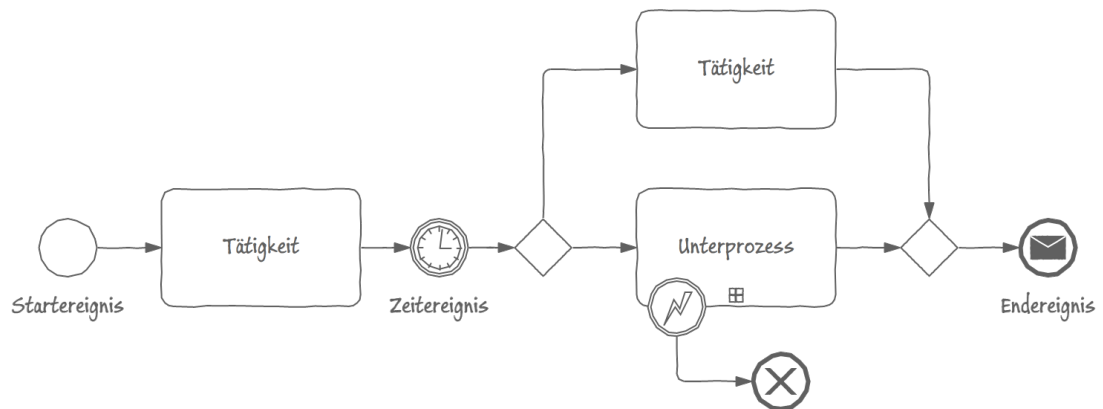 Tätigkeit
Tätigkeit
Unterprozess
Startereignis
Zeitereignis
Endereignis